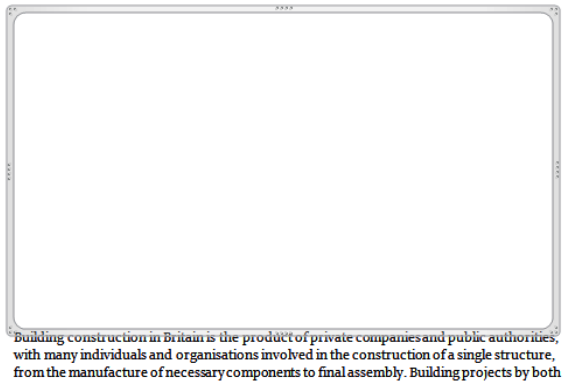 Building construction in Britain is the product of private companies and public authorities,
with many individuals and organisations involved in the construction of a single structure,
from the manufacture of necessary components to final assembly. Building projects by both